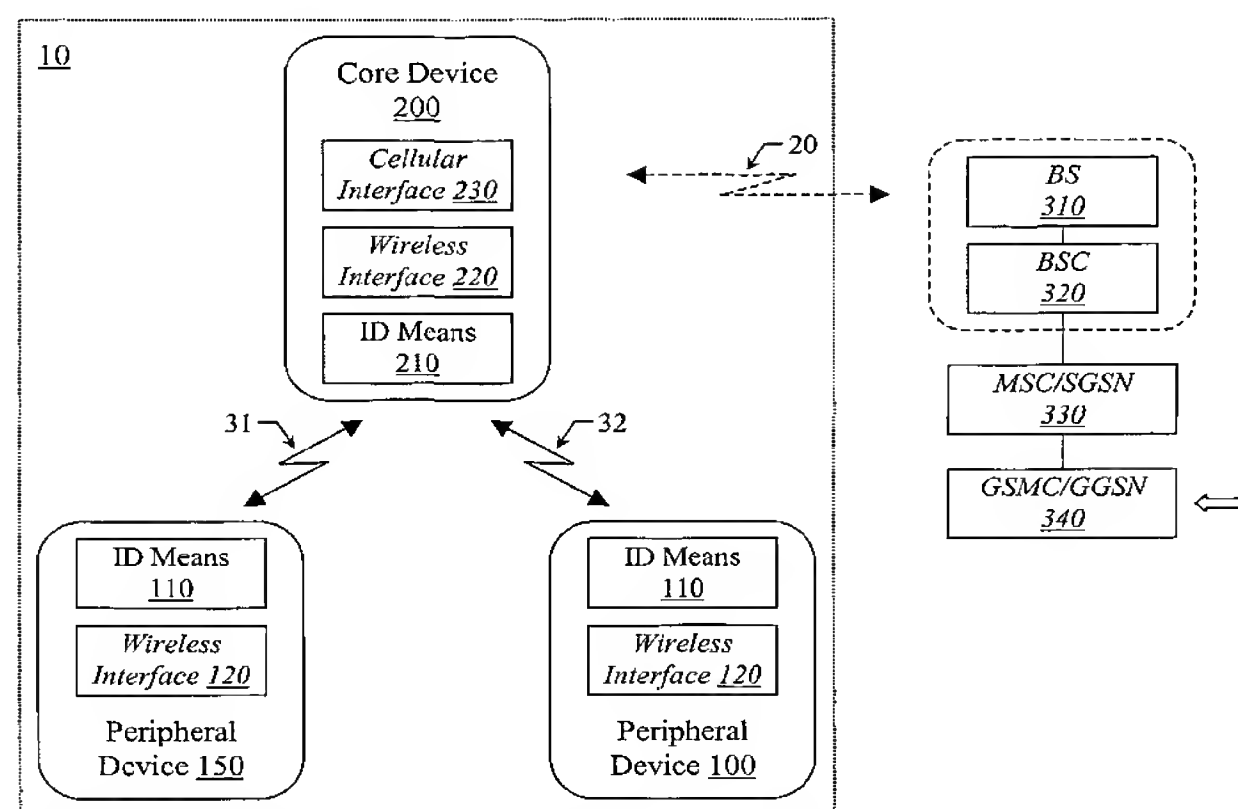 10
Core Device
200
Cellular
Interface 230
Wireless
Interface 220
ID Means
210
20
BS
310
BSC
320
MSC/SGSN
330
GSMC/GGSN
340
31
32
ID Means
110
Wireless
Interface 120
Peripheral
Device 150
ID Means
110
Wireless
Interface 120
Peripheral
Device 100